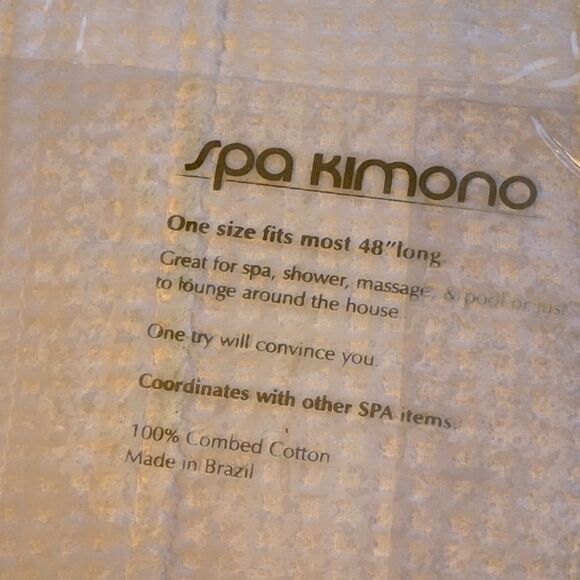 spa kimono
One size fits most 48"long.
Great for spa, shower, massage, & pool or just
to lounge around the house
One try will convince you.
Coordinates with other SPA items.
100% Combed Cotton
Made in Brazil